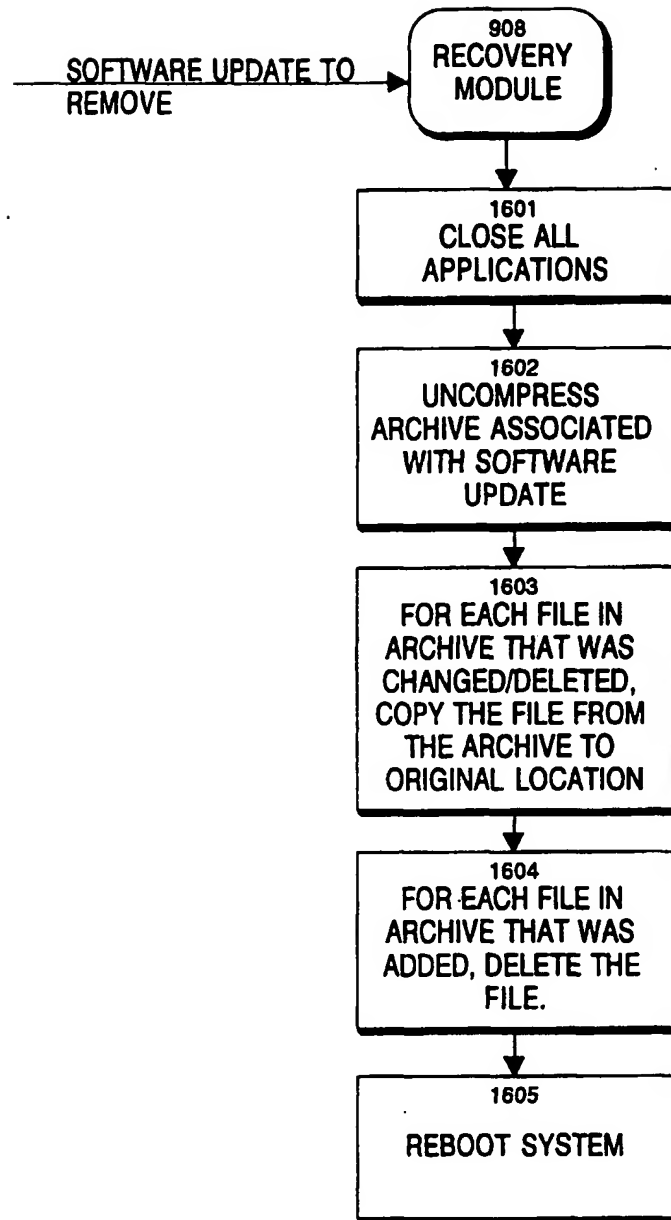 SOFTWARE UPDATE TO
REMOVE
908
RECOVERY
MODULE
1601
CLOSE ALL
APPLICATIONS
1602
UNCOMPRESS
ARCHIVE ASSOCIATED
WITH SOFTWARE
UPDATE
1603
FOR EACH FILE IN
ARCHIVE THAT WAS
CHANGED/DELETED,
COPY THE FILE FROM
THE ARCHIVE TO
ORIGINAL LOCATION
1604
FOR EACH FILE IN
ARCHIVE THAT WAS
ADDED, DELETE THE
FILE.
1605
REBOOT SYSTEM